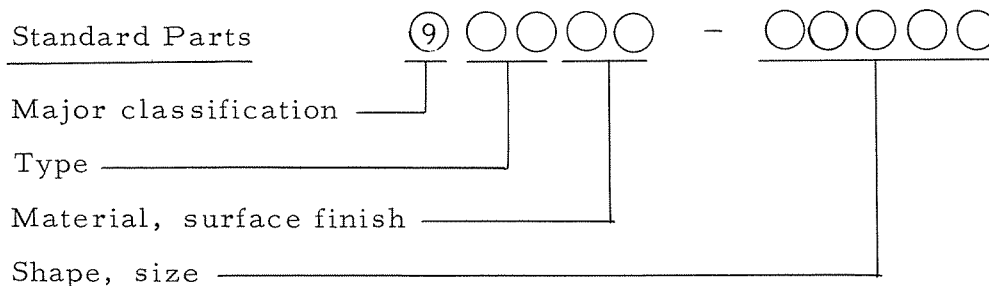 Standard Parts ⑨○○○○ - ○○○○○
Major classification
Type
Material, surface finish
Shape, size